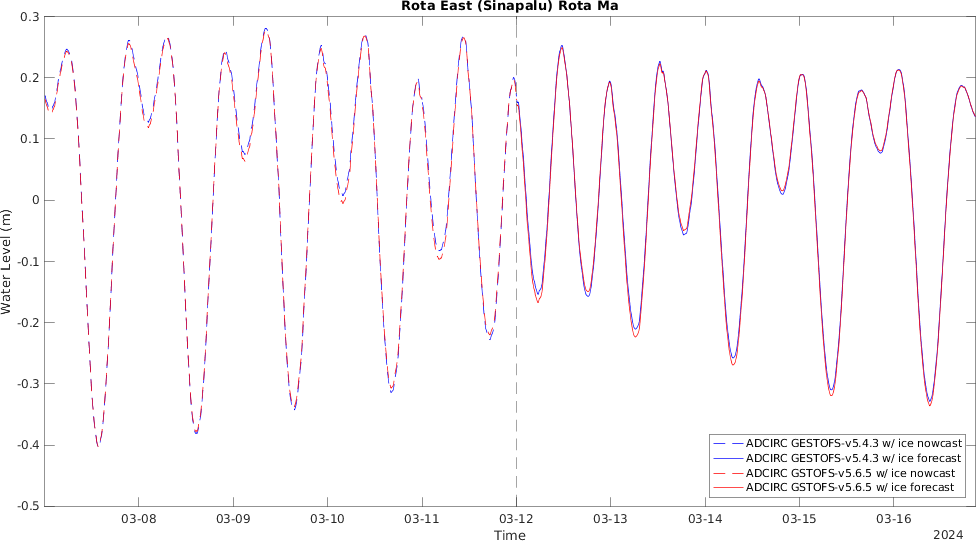 Rota East (Sinapalu) Rota Ma
0.3
0.2
0.1
0
-0.1
-0.2
-0.3
-0.4
-0.5
Water Level (m)
ADCIRC GESTOFS-v5.4.3 w/ ice nowcast
ADCIRC GESTOFS-v5.4.3 w/ ice forecast
ADCIRC GSTOFS-v5.6.5 w/ ice nowcast
ADCIRC GSTOFS-v5.6.5 w/ ice forecast
03-08 03-09 03-10 03-11 03-12 03-13 03-14 03-15 03-16
Time
2024